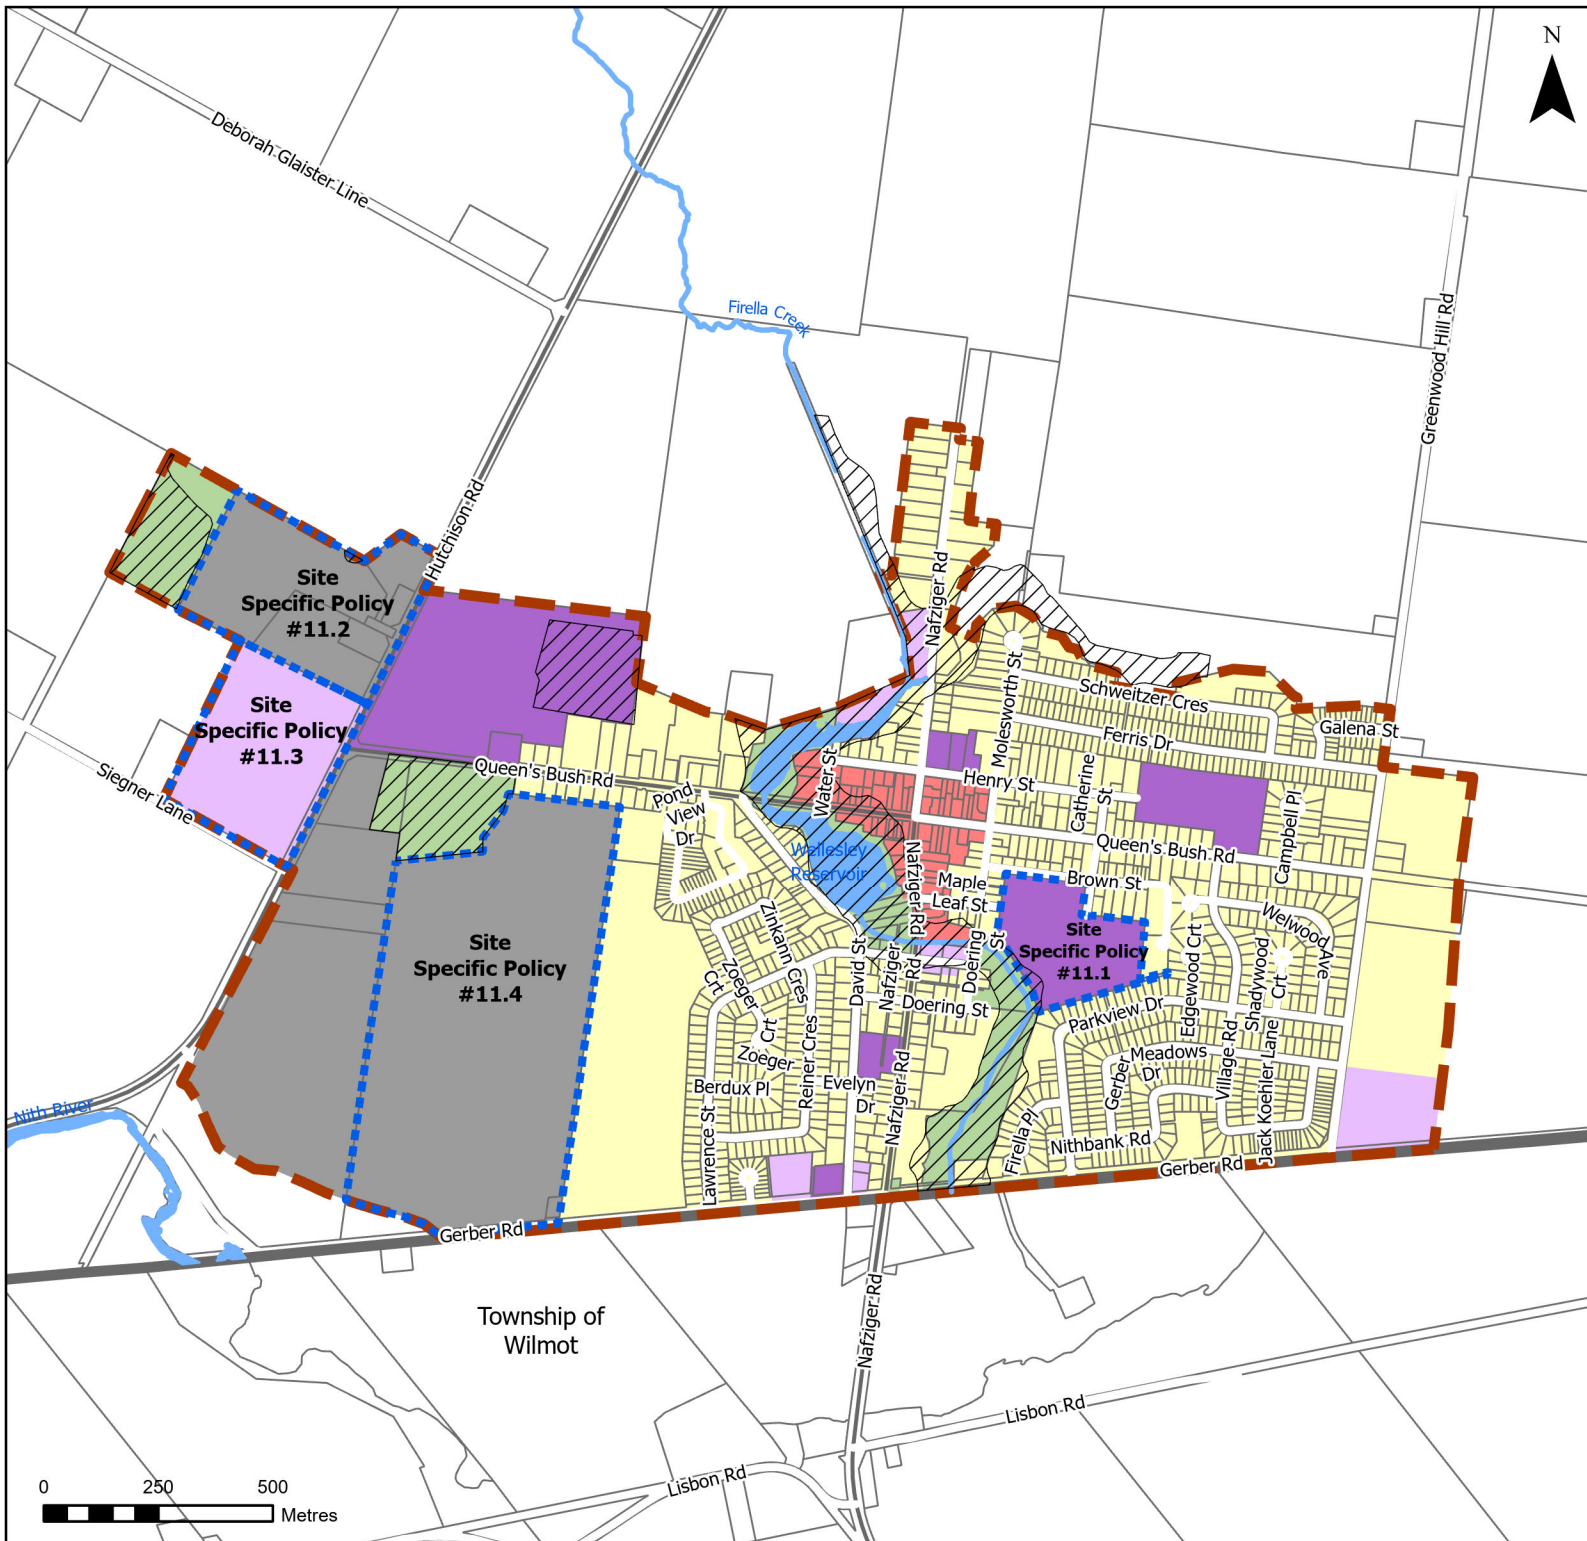 N
Deborah Glaister Line
Firella Creek
Greenwood Hill Rd
Hutchison Rd
Nafziger Rd
Site
Specific Policy
#11.2
Site
Specific Policy
#11.3
Siegner Lane
Queen's Bush Rd
Pond
View
Dr
Water St
Wellesley
Reservoir
Molesworth St
Schweitzer Cres
Galena St
Ferris Dr
Henry St
Catherine
St
Campbell Pl
Queen's Bush Rd
Nafziger Rd
Maple
Leaf St
Brown St
Welwood
Ave
Site
Specific Policy
#11.1
Site
Specific Policy
#11.4
Zinkann Cres
Zoeger
Crt
David St
Nafziger
Rd
Doering
St
Doering St
Edgewood Crt
Shadywood
Crt
Parkview Dr
Village Rd
Crt
Zoeger
Reiner Cres
Berdux Pl
Evelyn
Dr
Lawrence St
Nafziger Rd
Gerber
Meadows
Dr
Firella Pl
Nithbank Rd
Jack Koehler Lane
Gerber Rd
Nith River
Gerber Rd
Township of
Wilmot
Nafziger Rd
Lisbon Rd
Lisbon Rd
0 250 500
Metres